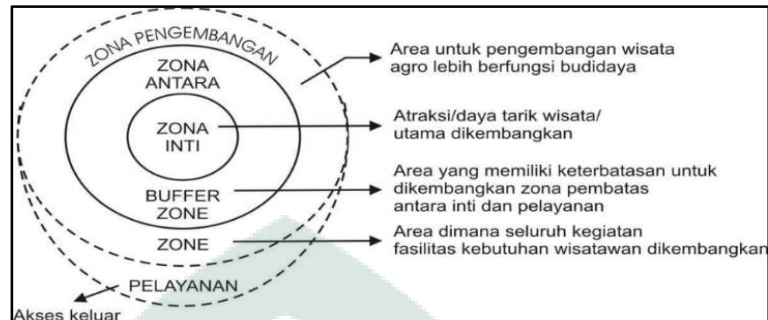 ZONA PENGEMBANGAN
ZONA
ANTARA
ZONA
INTI
BUFFER
ZONE
ZONE
PELAYANAN
Akses keluar
Area untuk pengembangan wisata
agro lebih berfungsi budidaya
Atraksi/daya tarik wisata/
utama dikembangkan
Area yang memiliki keterbatasan untuk
dikembangkan zona pembatas
antara inti dan pelayanan
Area dimana seluruh kegiatan
fasilitas kebutuhan wisatawan dikembangkan